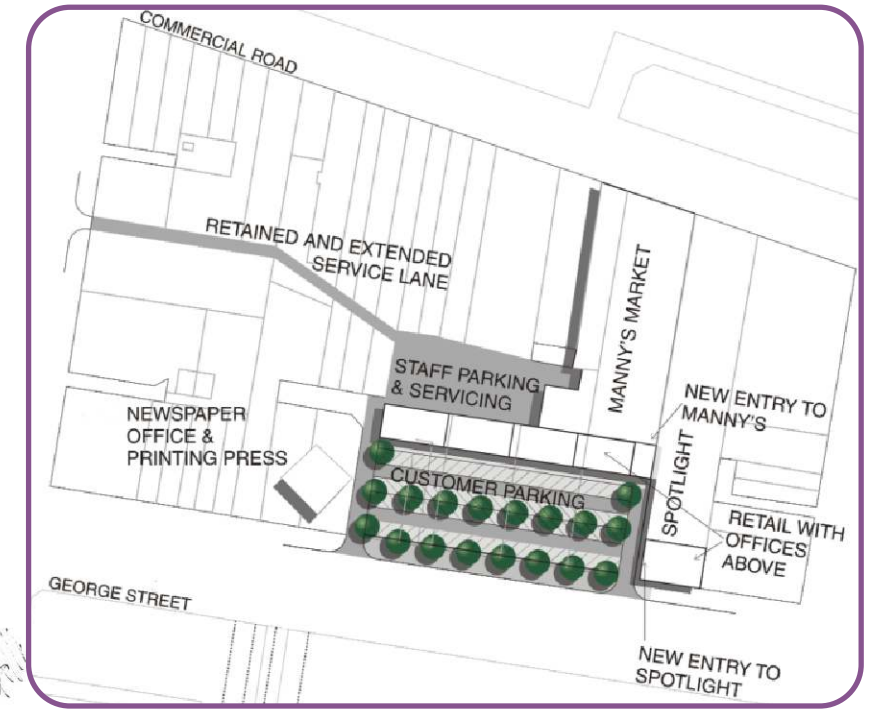 COMMERCIAL ROAD
RETAINED AND EXTENDED
SERVICE LANE
MANNY'S MARKET
STAFF PARKING
& SERVICING
NEW ENTRY TO
MANNY'S
NEWSPAPER
OFFICE &
PRINTING PRESS
CUSTOMER PARKING
SPOTLIGHT
RETAIL WITH
OFFICES
ABOVE
GEORGE STREET
NEW ENTRY TO
SPOTLIGHT